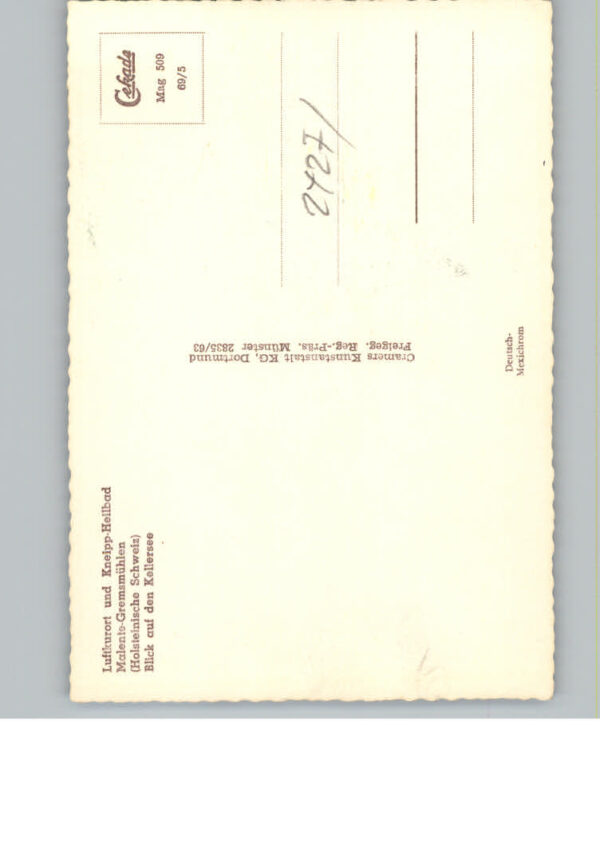 Luftkurort und Kneipp-Heilbad
Malente-Gremsmühlen
(Holsteinische Schweiz)
Blick auf den Kellersee
Cramers Kunstanstalt KG, Dortmund
Freigeg. Reg.-Präs. Münster 2835/63
Cekade
Mag 509
69/5
2427/
Deutsch-
Mexichrom